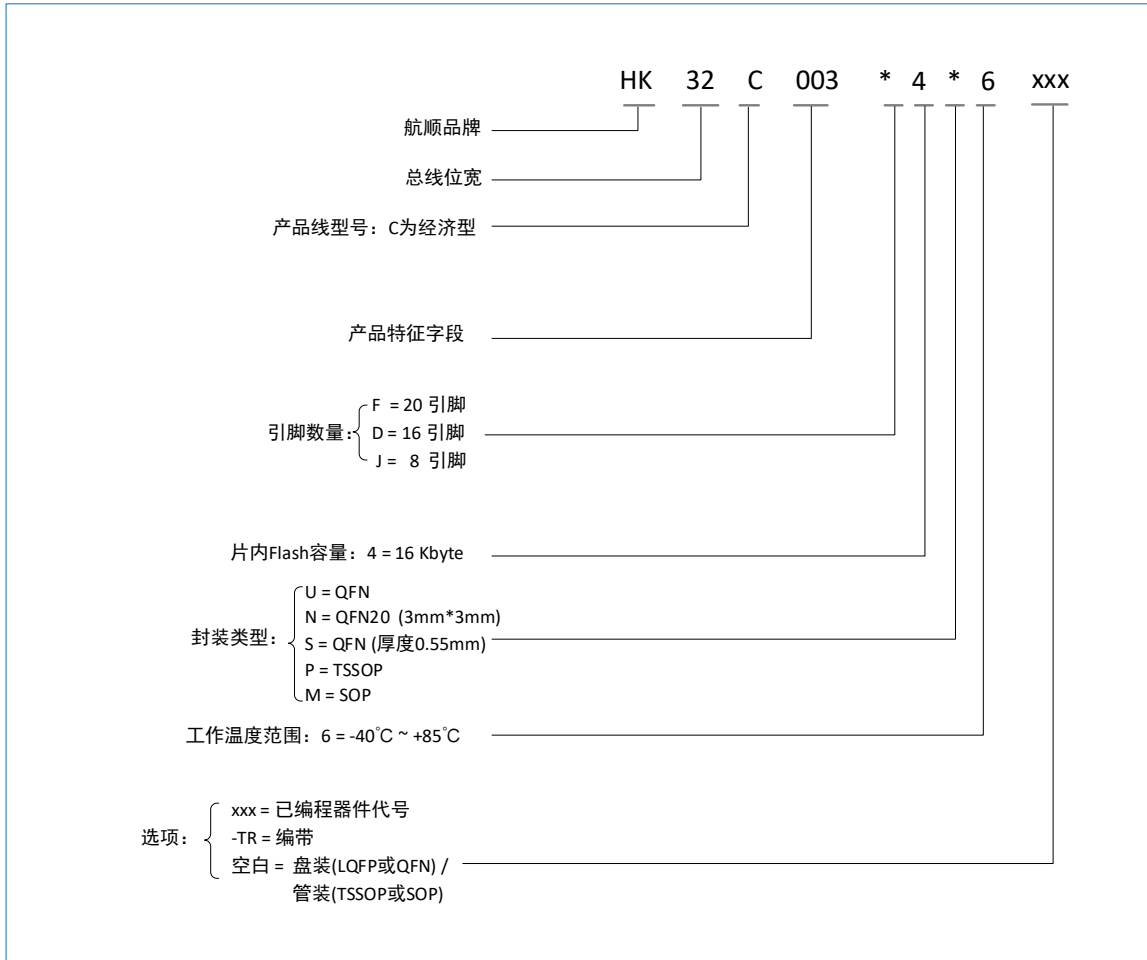 HK 32 C 003 * 4 * 6 xxx
航顺品牌
总线位宽
产品线型号：C为经济型
产品特征字段
F = 20 引脚
引脚数量： D = 16 引脚
J = 8 引脚
片内Flash容量：4 = 16 Kbyte
U = QFN
N = QFN20 (3mm*3mm)
封装类型： S = QFN (厚度0.55mm)
P = TSSOP
M = SOP
工作温度范围：6 = -40℃ ~ +85℃
xxx = 已编程器件代号
选项： -TR = 编带
空白 = 盘装(LQFP或QFN) /
管装(TSSOP或SOP)